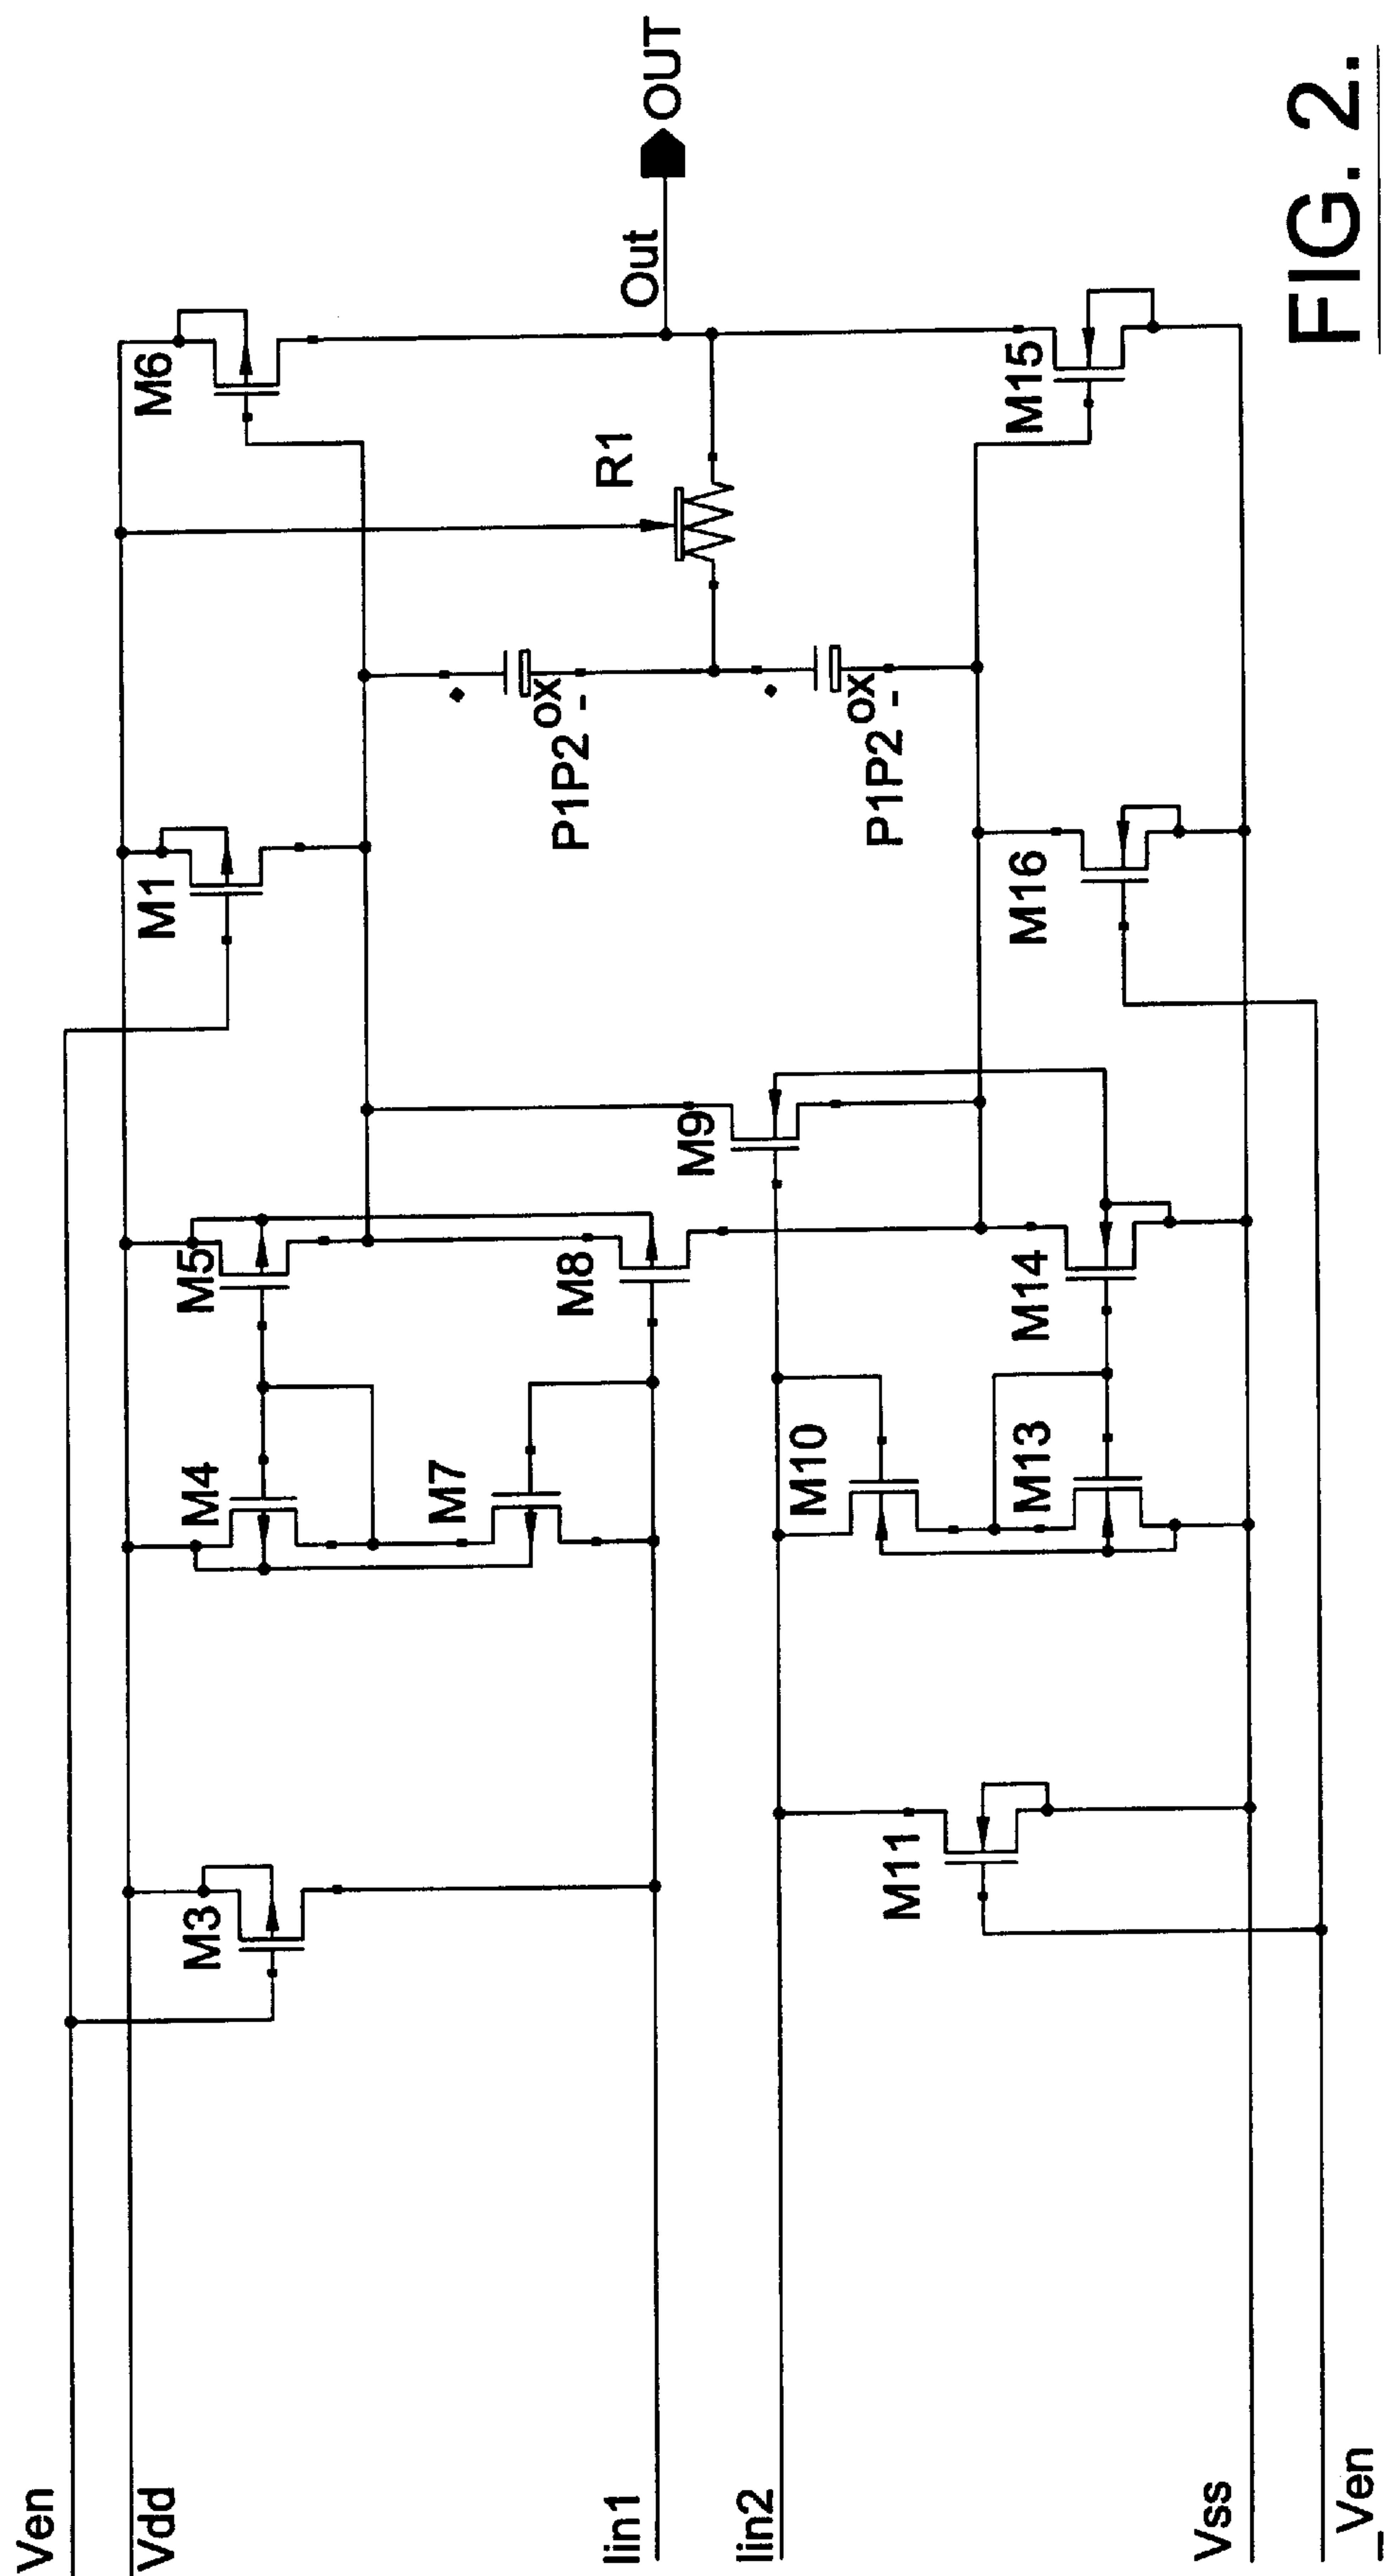 Ven
Vdd
M3
M4
M5
M1
M6
M7
M8
R1
Out
OUT
Iin1
Iin2
M9
P1P2
ox
-
P1P2
ox
-
M10
M11
M13
M14
M16
M15
Vss
_Ven
FIG. 2.